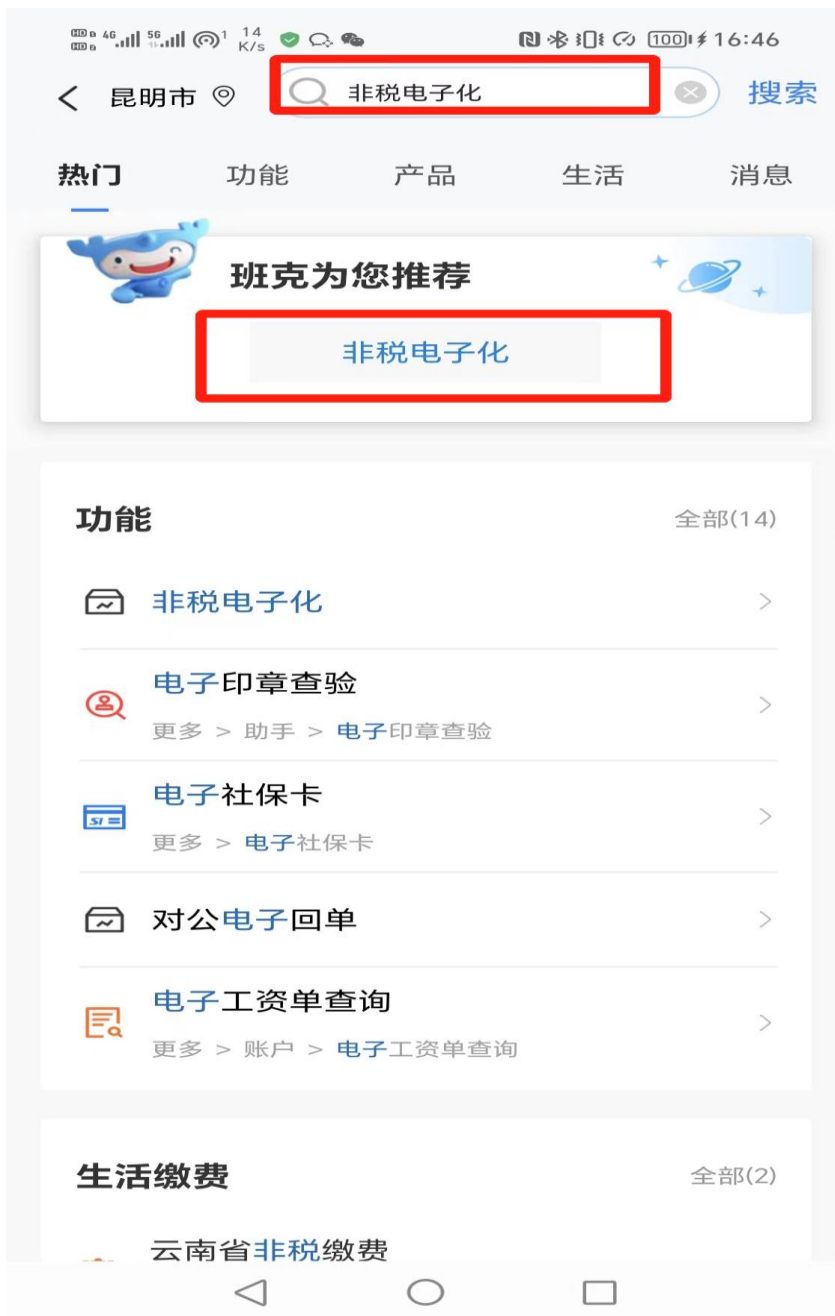 HD 4G 5G 1 14 K/s 100 16:46
HD
昆明市 非税电子化 搜索
热门 功能 产品 生活 消息
班克为您推荐
非税电子化
功能 全部(14)
非税电子化
电子印章查验
更多 > 助手 > 电子印章查验
电子社保卡
更多 > 电子社保卡
对公电子回单
电子工资单查询
更多 > 账户 > 电子工资单查询
生活缴费 全部(2)
云南省非税缴费